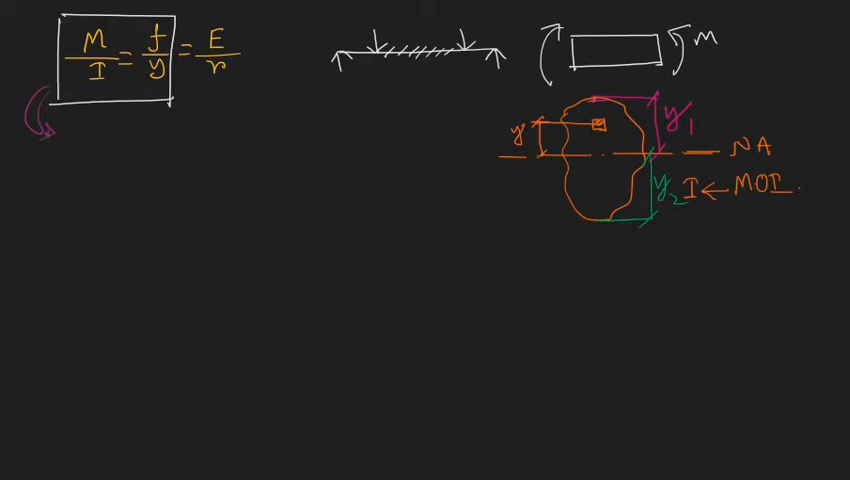 M/I = f/y = E/r
M
y
y1
NA
y2
I ← MOI